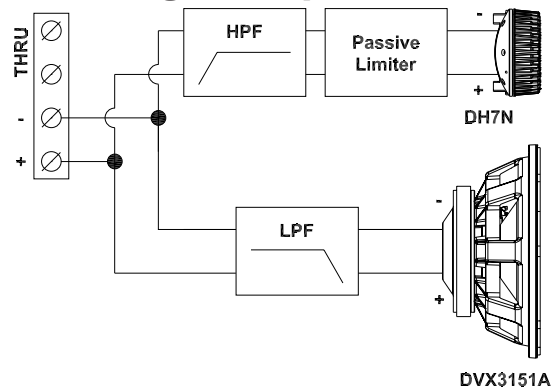 THRU
-
+
HPF
Passive
Limiter
-
+
DH7N
LPF
-
+
DVX3151A